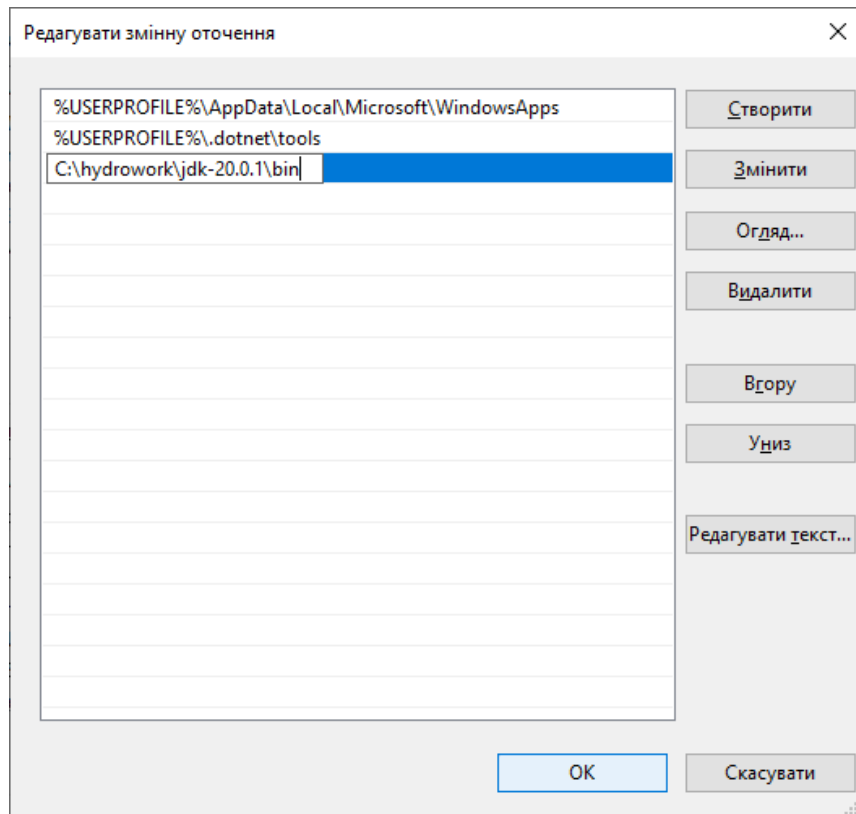 Редагувати змінну оточення
%USERPROFILE%\AppData\Local\Microsoft\WindowsApps
%USERPROFILE%\.dotnet\tools
C:\hydrowork\jdk-20.0.1\bin
Створити
Змінити
Огляд...
Видалити
Вгору
Униз
Редагувати текст...
ОК
Скасувати